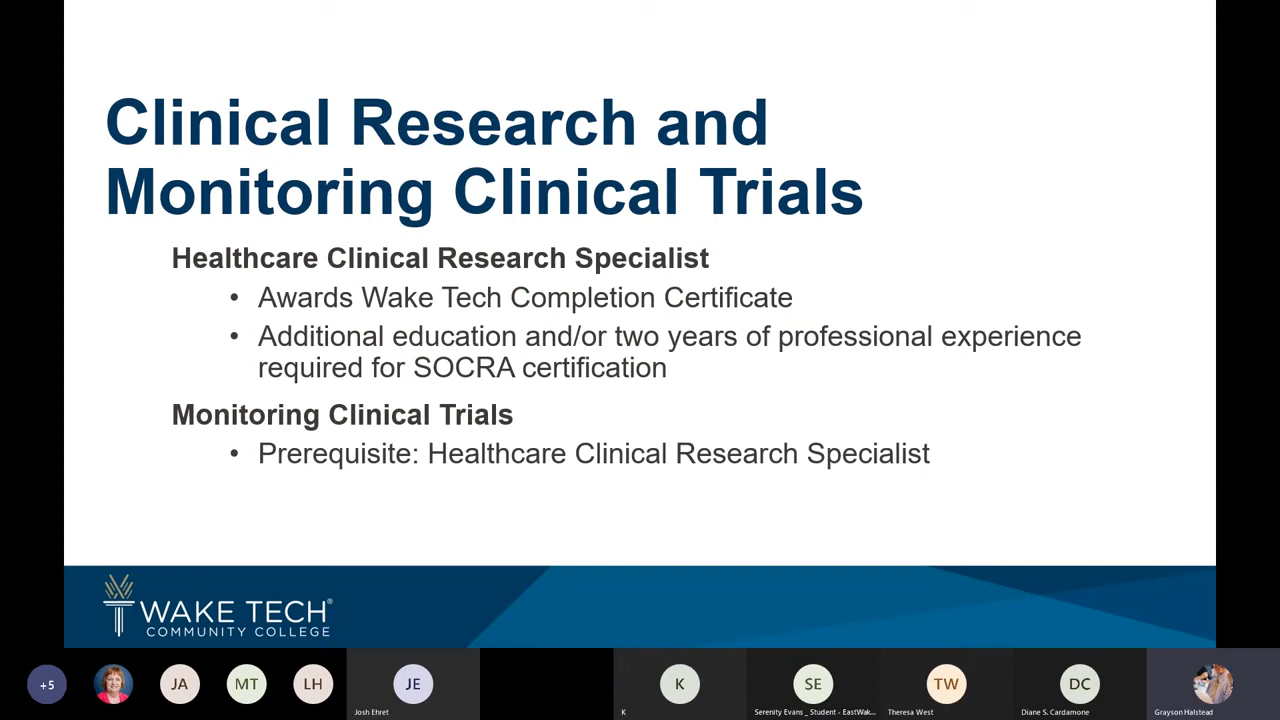 Clinical Research and
Monitoring Clinical Trials
Healthcare Clinical Research Specialist
• Awards Wake Tech Completion Certificate
• Additional education and/or two years of professional experience
required for SOCRA certification
Monitoring Clinical Trials
• Prerequisite: Healthcare Clinical Research Specialist
WAKE TECH®
COMMUNITY COLLEGE
+5
JA
MT
LH
JE
Josh Ehret
K
K
SE
Serenity Evans _ Student - EastWak...
TW
Theresa West
DC
Diane S. Cardamone
Grayson Halstead